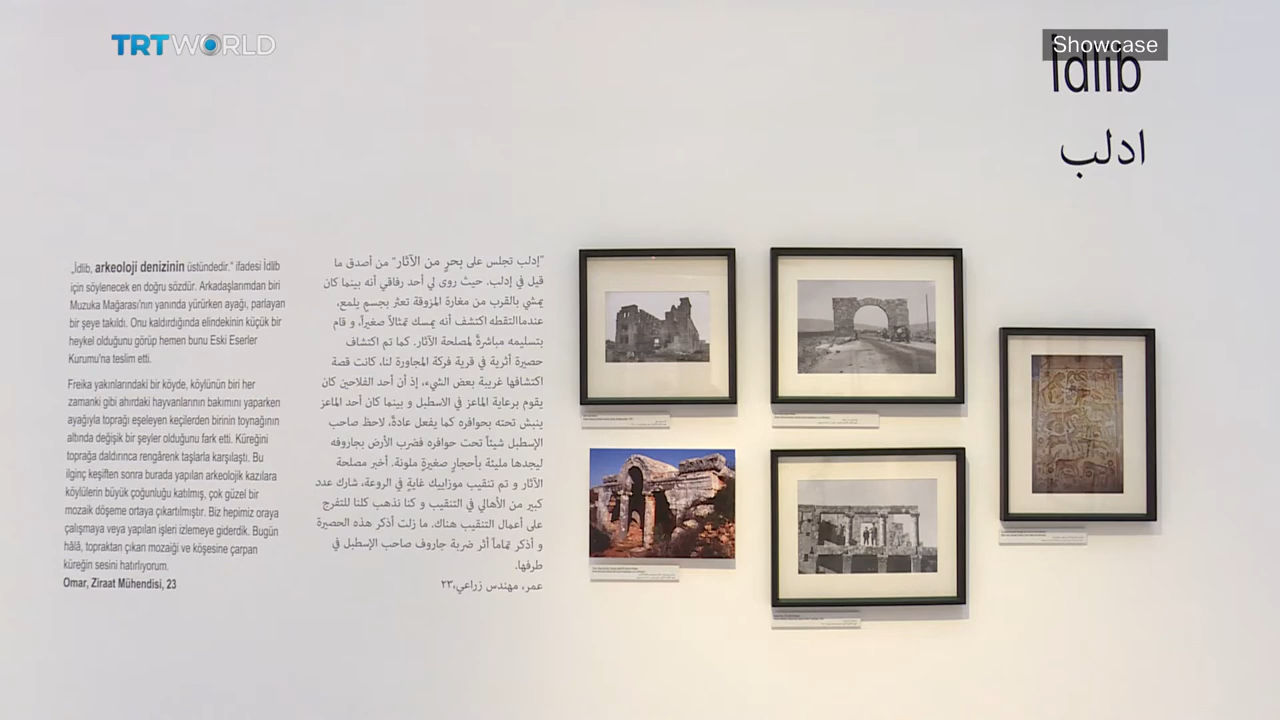 TRT WORLD
Showcase
İdlib
ادلب
„İdlib, arkeoloji denizinin üstündedir.“ ifadesi İdlib
için söylenecek en doğru sözdür. Arkadaşlarımdan biri
Muzuka Mağarası'nın yanında yürürken ayağı, parlayan
bir şeye takıldı. Onu kaldırdığında elindekinin küçük bir
heykel olduğunu görüp hemen bunu Eski Eserler
Kurumu'na teslim etti.
Freika yakınlarındaki bir köyde, köylünün biri her
zamanki gibi ahırdaki hayvanlarının bakımını yaparken
ayağıyla toprağı eşeleyen keçilerden birinin toynağının
altında değişik bir şeyler olduğunu fark etti. Küreğini
toprağa daldırınca rengârenk taşlarla karşılaştı. Bu
ilginç keşiften sonra burada yapılan arkeolojik kazılara
köylülerin büyük çoğunluğu katılmış, çok güzel bir
mozaik döşeme ortaya çıkartılmıştır. Biz hepimiz oraya
çalışmaya veya yapılan işleri izlemeye giderdik. Bugün
hâlâ, topraktan çıkan mozaiği ve köşesine çarpan
küreğin sesini hatırlıyorum.
Omar, Ziraat Mühendisi, 23
"إدلب تجلس على بحرٍ من الآثار" من أصدق ما
قيل في إدلب. حيث روى لي أحد رفاقي أنه بينما كان
يمشي بالقرب من مغارة المزوقة تعثّر بجسمٍ يلمع،
عندماالتقطه اكتشف أنه يمسك تمثالاً صغيراً، و قام
بتسليمه مباشرةً لمصلحة الآثار. كما تم اكتشاف
حصيرة أثرية في قرية فركة المجاورة لنا، كانت قصة
اكتشافها غريبة بعض الشيء، إذ أن أحد الفلاحين كان
يقوم برعاية الماعز في الاسطبل و بينما كان أحد الماعز
ينبش تحته بحوافره كما يفعل عادةً، لاحظ صاحب
الإسطبل شيئاً تحت حوافره فضرب الأرض بجاروفه
ليجدها مليئة بأحجارٍ صغيرةٍ ملونة. أخبر مصلحة
الآثار و تم تنقيب موزاييك غاية في الروعة، شارك عدد
كبير من الأهالي في التنقيب و كنا نذهب كلنا للتفرج
على أعمال التنقيب هناك. ما زلت أذكر هذه الحصيرة
و أذكر تماماً أثر ضربة جاروف صاحب الإسطبل في
طرفها.
عمر، مهندس زراعي،٢٣